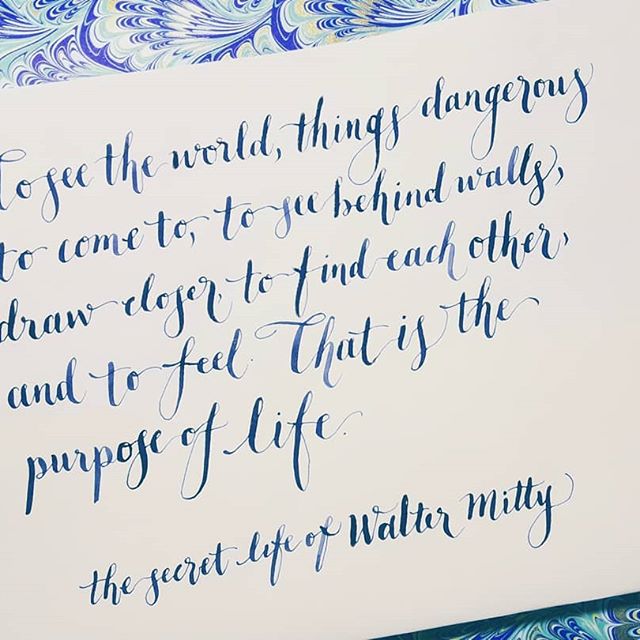 To see the world, things dangerous
to come to, to see behind walls,
draw closer, to find each other,
and to feel. That is the
purpose of life.
the secret life of Walter Mitty